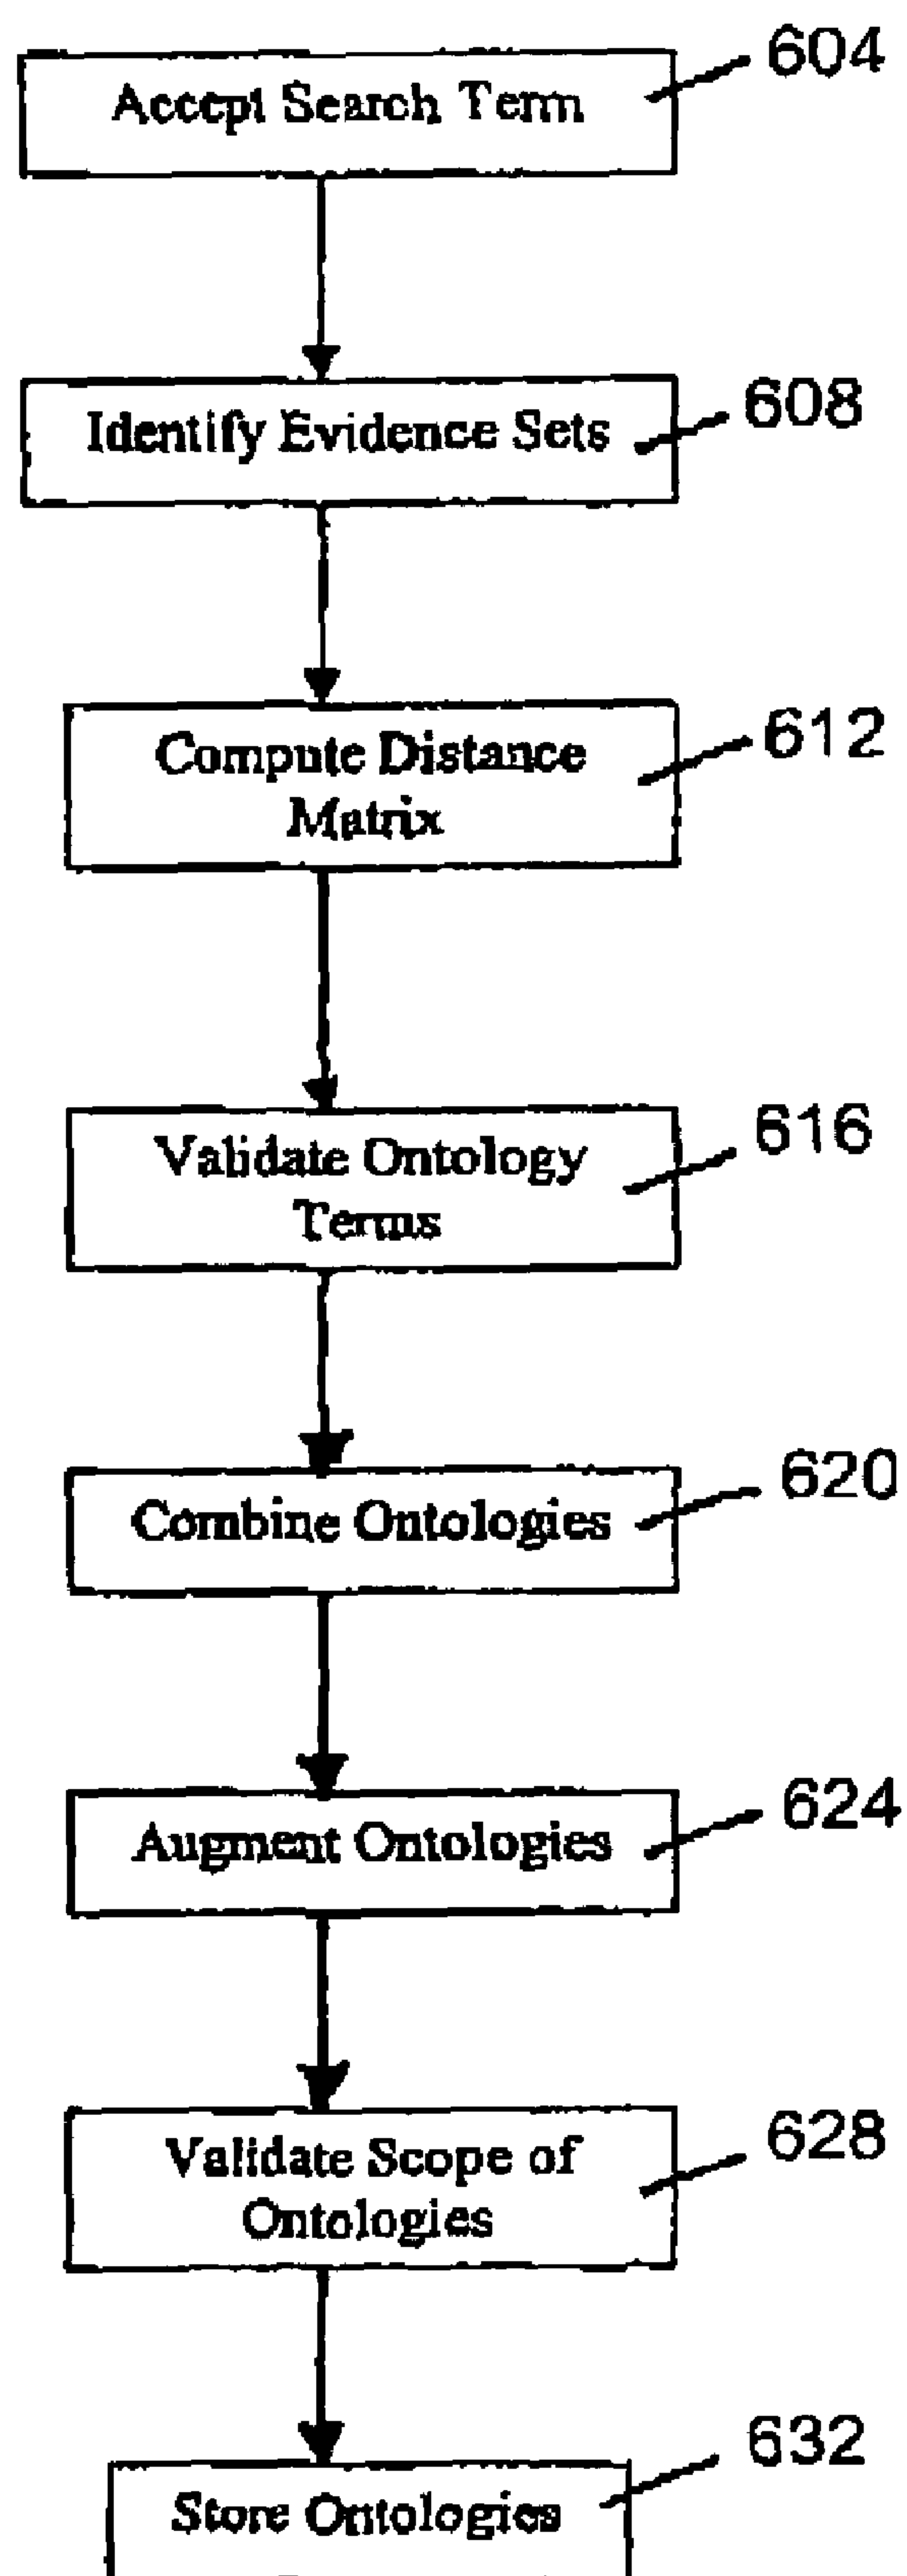 604
Accept Search Term
608
Identify Evidence Sets
612
Compute Distance
Matrix
616
Validate Ontology
Terms
620
Combine Ontologies
624
Augment Ontologies
628
Validate Scope of
Ontologies
632
Store Ontologies